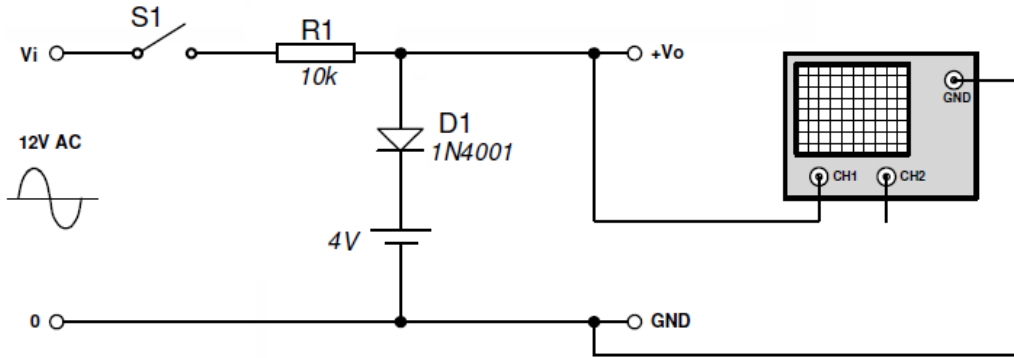 S1
R1
Vi
+Vo
10k
GND
D1
1N4001
12V AC
CH1
CH2
4V
0
GND